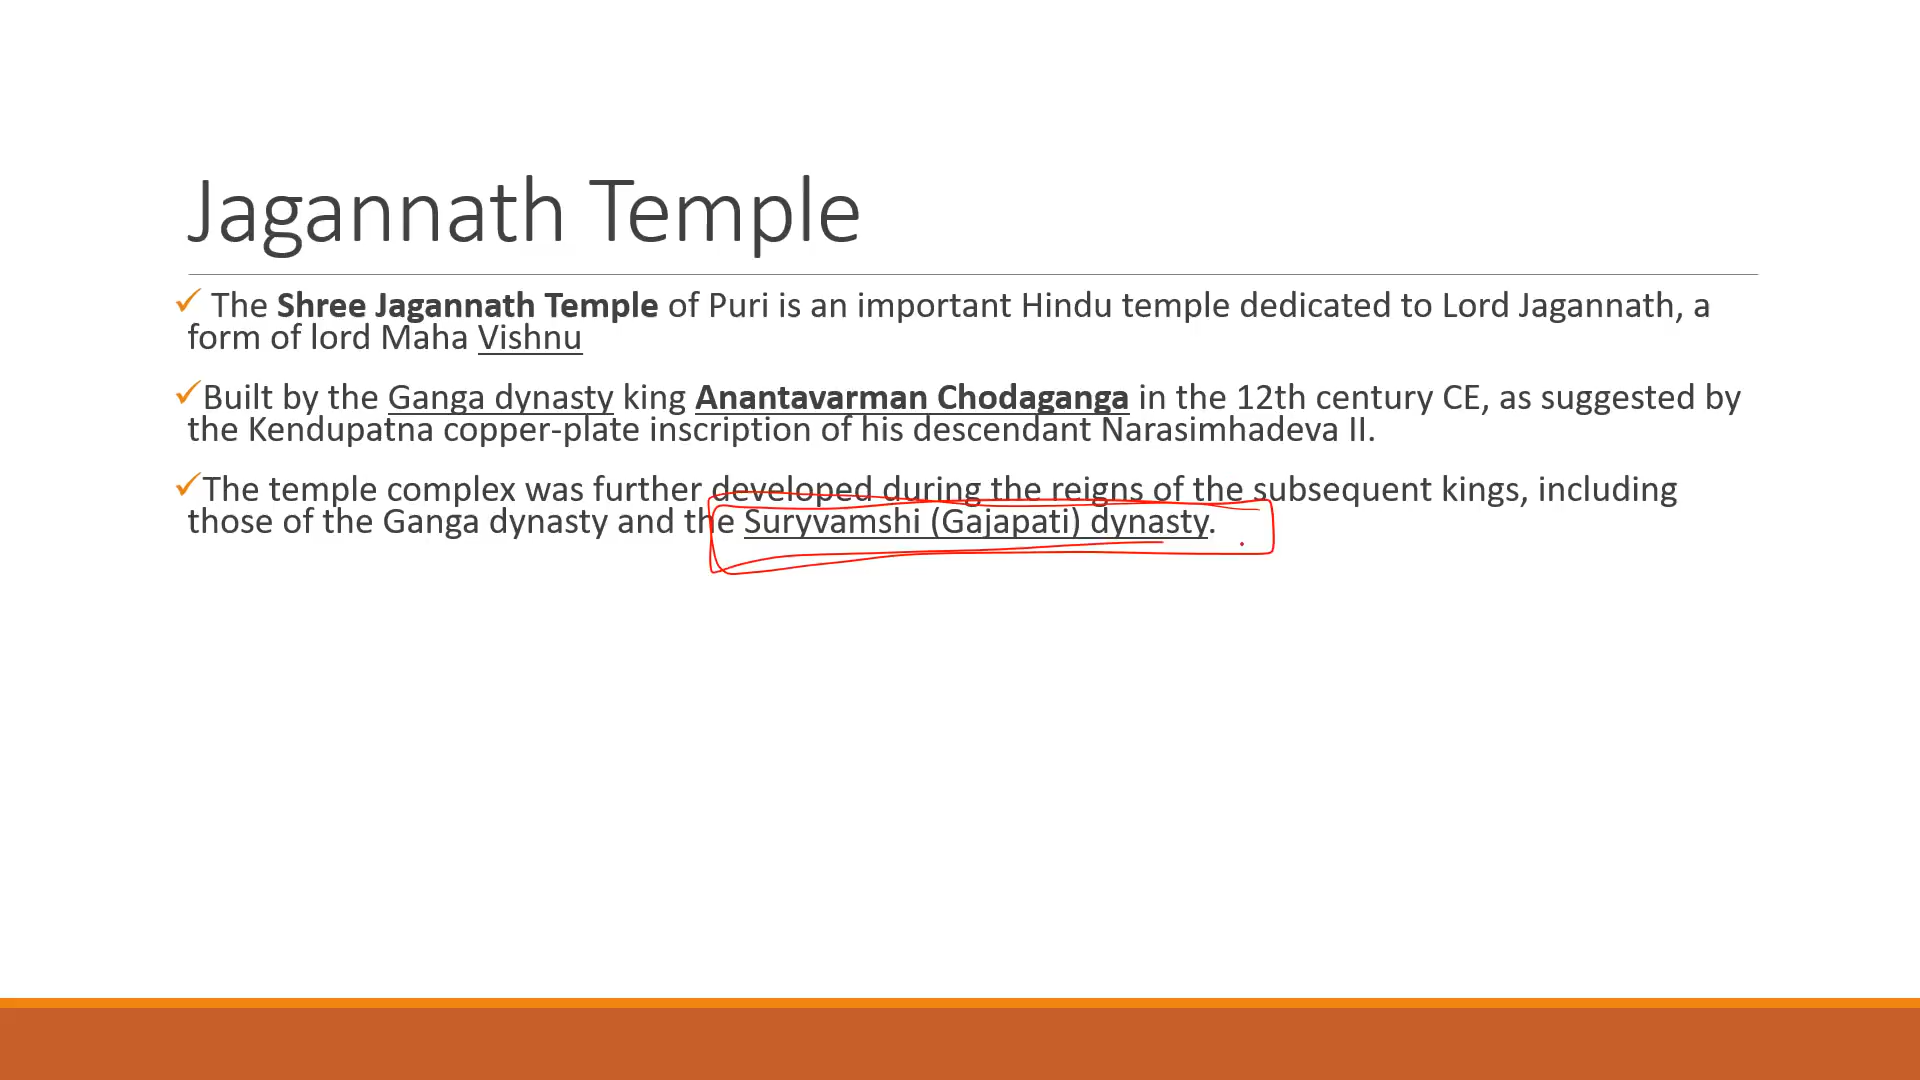 Jagannath Temple
The Shree Jagannath Temple of Puri is an important Hindu temple dedicated to Lord Jagannath, a
form of lord Maha Vishnu
Built by the Ganga dynasty king Anantavarman Chodaganga in the 12th century CE, as suggested by
the Kendupatna copper-plate inscription of his descendant Narasimhadeva II.
The temple complex was further developed during the reigns of the subsequent kings, including
those of the Ganga dynasty and the Suryvamshi (Gajapati) dynasty.